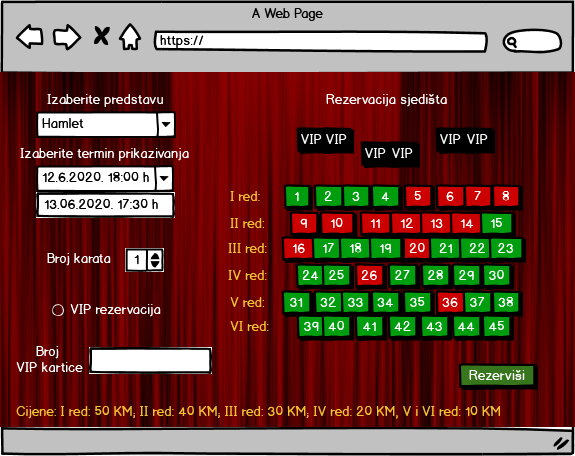 A Web Page
https://
Izaberite predstavu
Hamlet
Izaberite termin prikazivanja
12.6.2020. 18:00 h
13.06.2020. 17:30 h
Broj karata
1
VIP rezervacija
Broj
VIP kartice
Rezervacija sjedišta
VIP VIP
VIP VIP
VIP VIP
I red: 1 2 3 4 5 6 7 8
II red: 9 10 11 12 13 14 15
III red: 16 17 18 19 20 21 22 23
IV red: 24 25 26 27 28 29 30
V red: 31 32 33 34 35 36 37 38
VI red: 39 40 41 42 43 44 45
Rezerviši
Cijene: I red: 50 KM; II red: 40 KM; III red: 30 KM, IV red: 20 KM, V i VI red: 10 KM